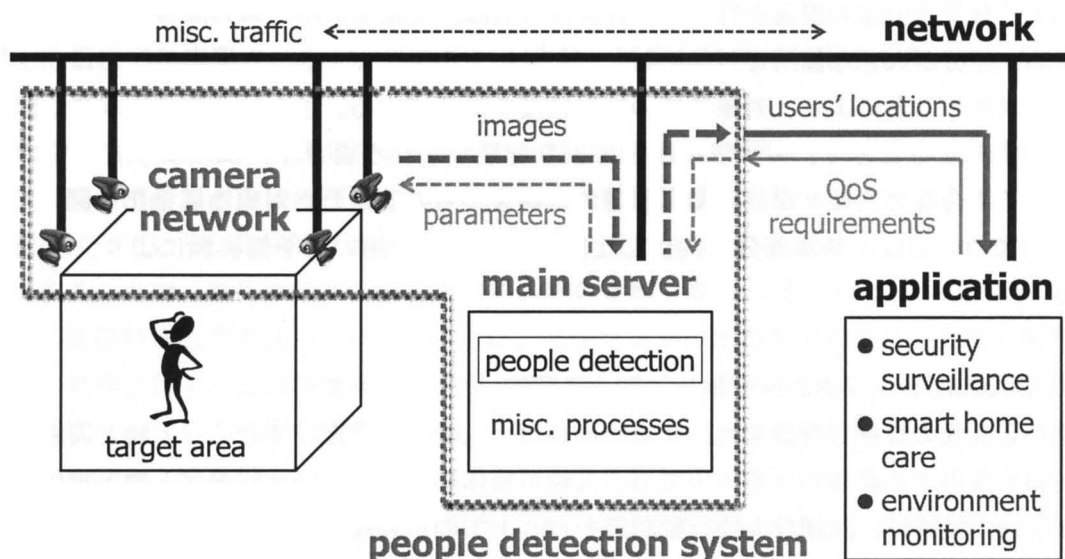 misc. traffic
network
images
users' locations
camera
network
parameters
QoS
requirements
main server
application
people detection
misc. processes
target area
● security
surveillance
● smart home
care
● environment
monitoring
people detection system